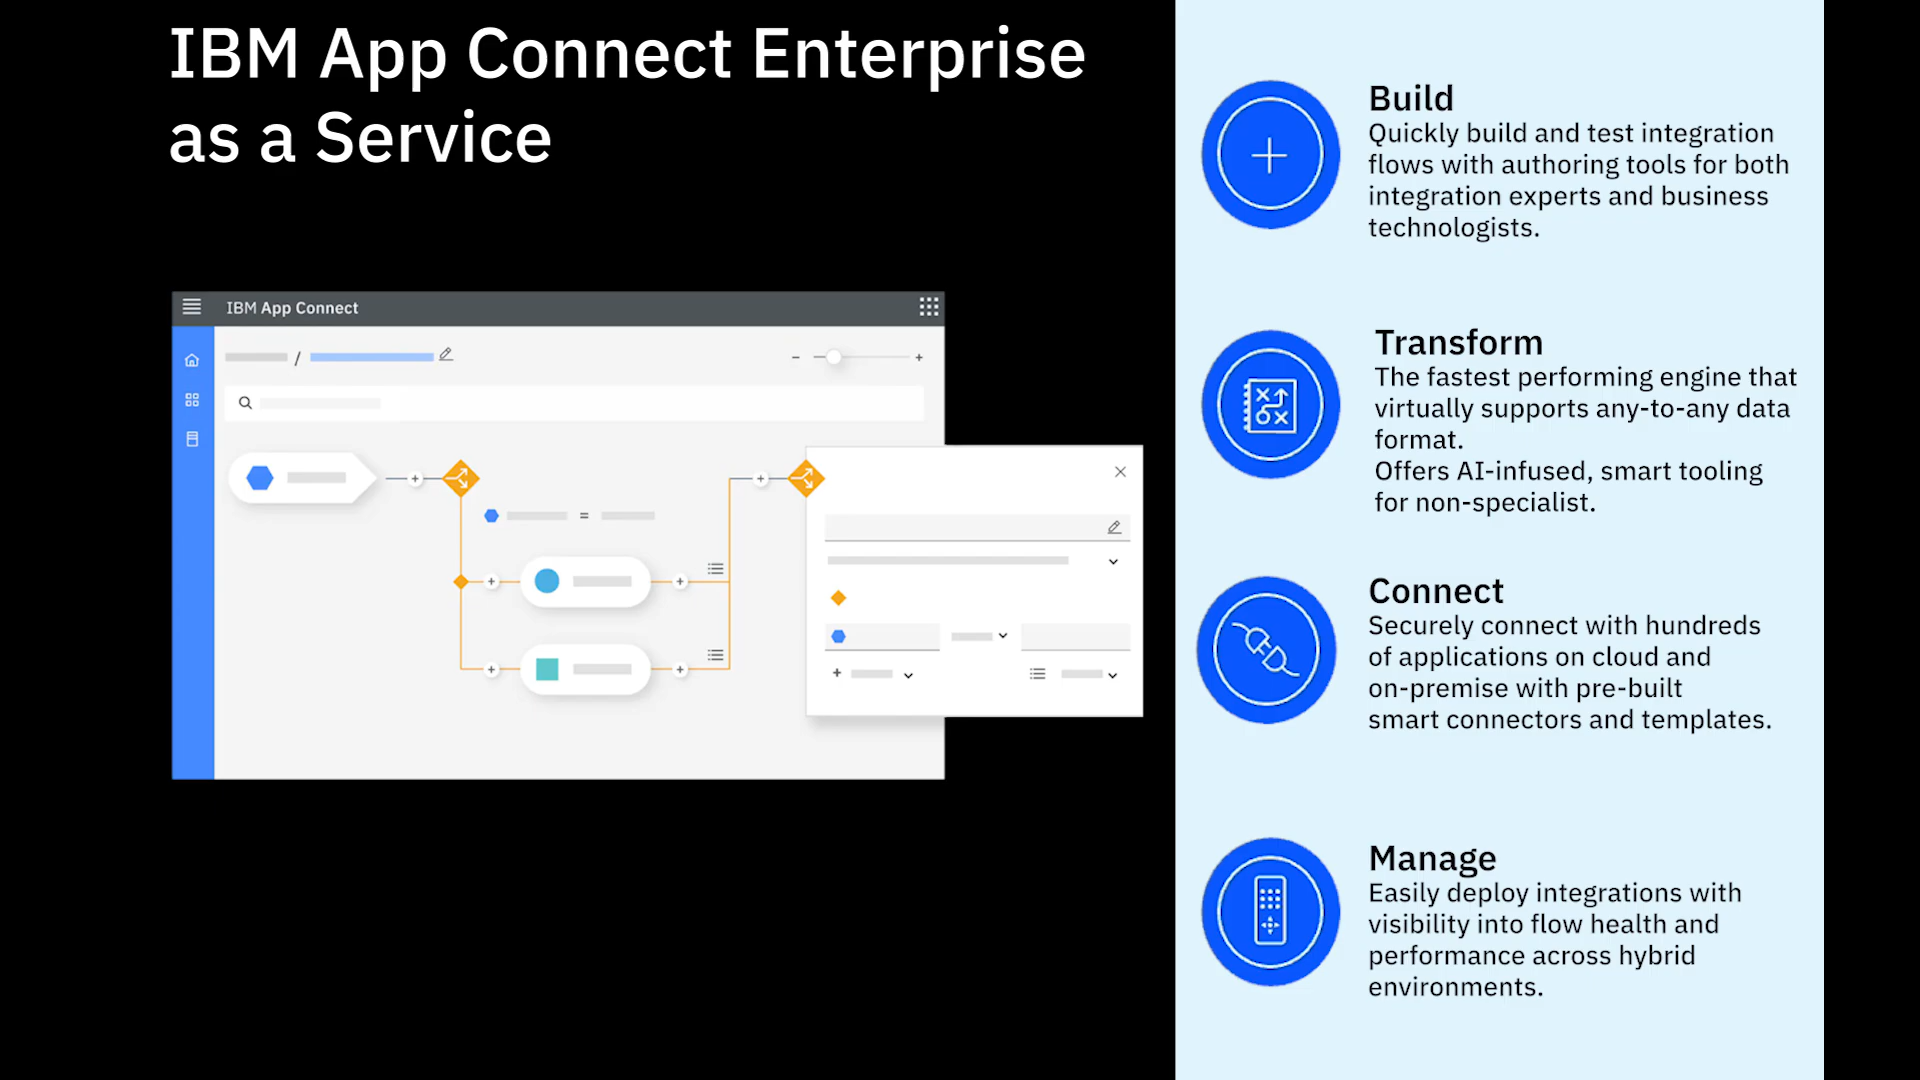 IBM App Connect Enterprise
as a Service
IBM App Connect
Build
Quickly build and test integration
flows with authoring tools for both
integration experts and business
technologists.
Transform
The fastest performing engine that
virtually supports any-to-any data
format.
Offers AI-infused, smart tooling
for non-specialist.
Connect
Securely connect with hundreds
of applications on cloud and
on-premise with pre-built
smart connectors and templates.
Manage
Easily deploy integrations with
visibility into flow health and
performance across hybrid
environments.